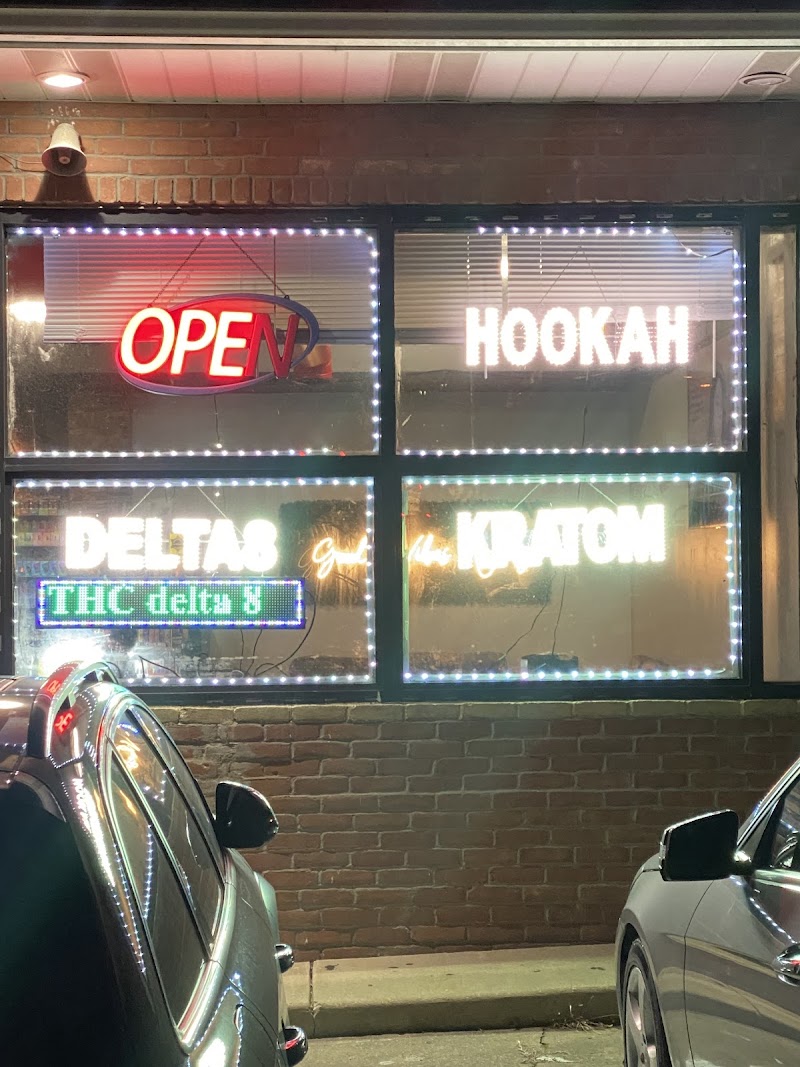 OPEN
HOOKAH
DELTA8
KRATOM
THC delta 8